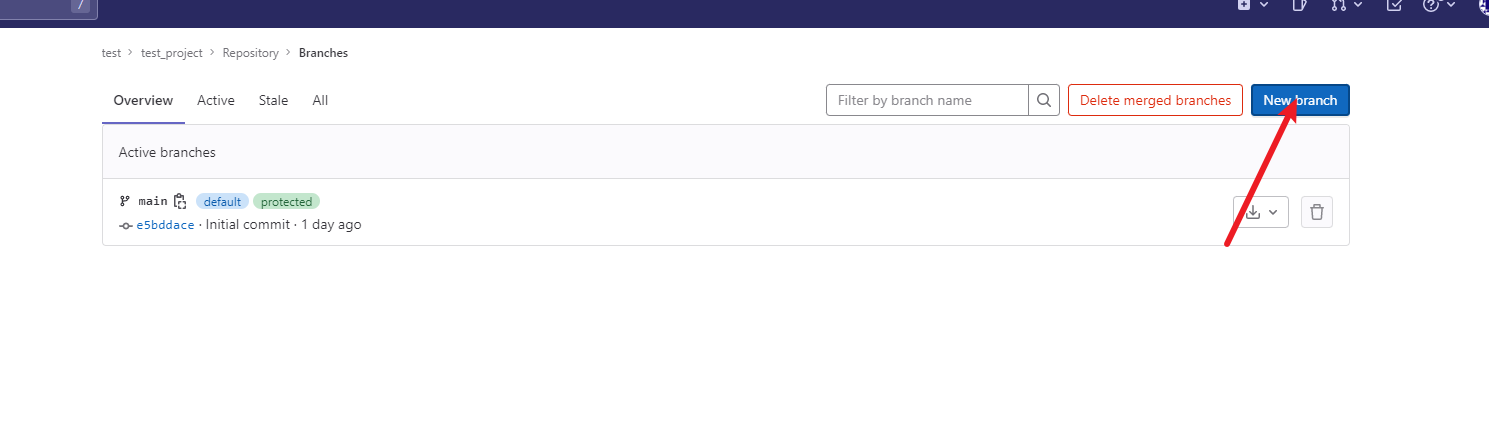 /
test > test_project > Repository > Branches
Overview Active Stale All Filter by branch name Delete merged branches New branch
Active branches
main default protected
e5bddace · Initial commit · 1 day ago